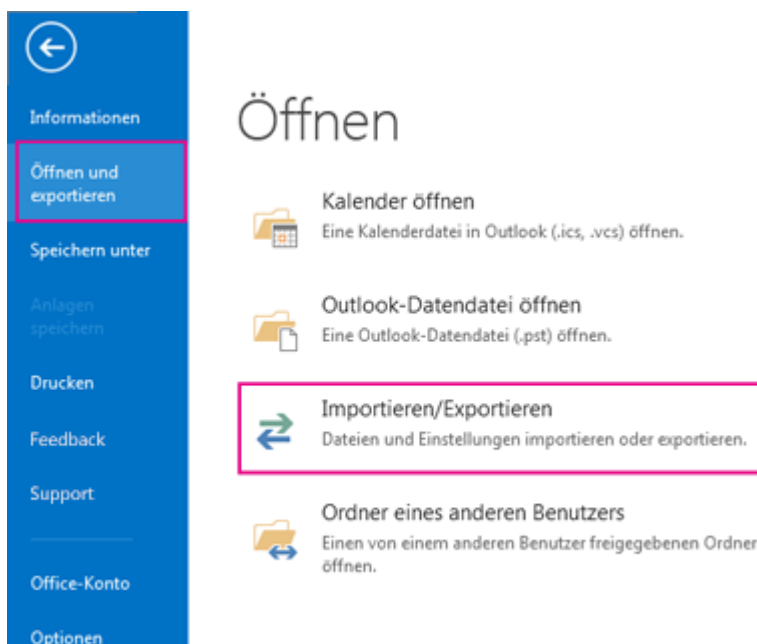 Informationen
Öffnen und
exportieren
Speichern unter
Anlagen
speichern
Drucken
Feedback
Support
Office-Konto
Optionen
Öffnen
Kalender öffnen
Eine Kalenderdatei in Outlook (.ics, .vcs) öffnen.
Outlook-Datendatei öffnen
Eine Outlook-Datendatei (.pst) öffnen.
Importieren/Exportieren
Dateien und Einstellungen importieren oder exportieren.
Ordner eines anderen Benutzers
Einen von einem anderen Benutzer freigegebenen Ordner
öffnen.